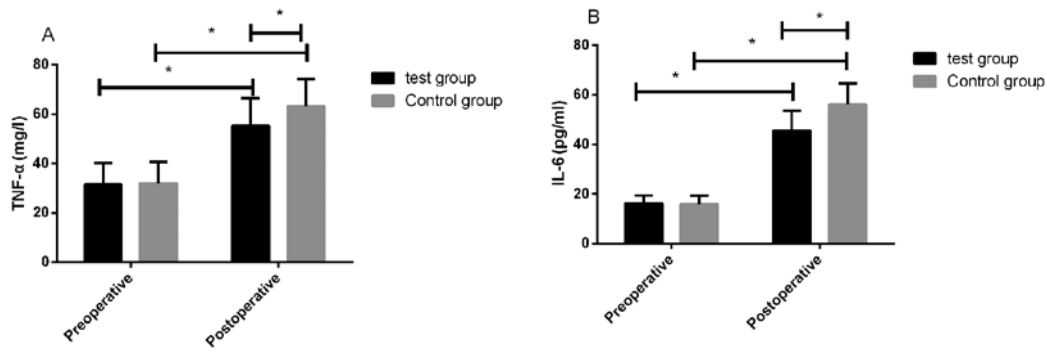 A
*
*
*
80
60
40
20
0
TNF-α (mg/l)
Preoperative
Postoperative
test group
Control group
B
*
*
*
80
60
40
20
0
IL-6 (pg/ml)
Preoperative
Postoperative
test group
Control group